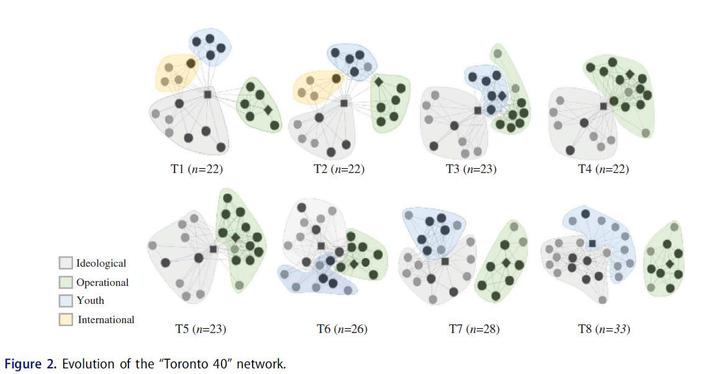 T1 (n=22)
T2 (n=22)
T3 (n=23)
T4 (n=22)
Ideological
Operational
Youth
International
T5 (n=23)
T6 (n=26)
T7 (n=28)
T8 (n=33)
Figure 2. Evolution of the “Toronto 40” network.